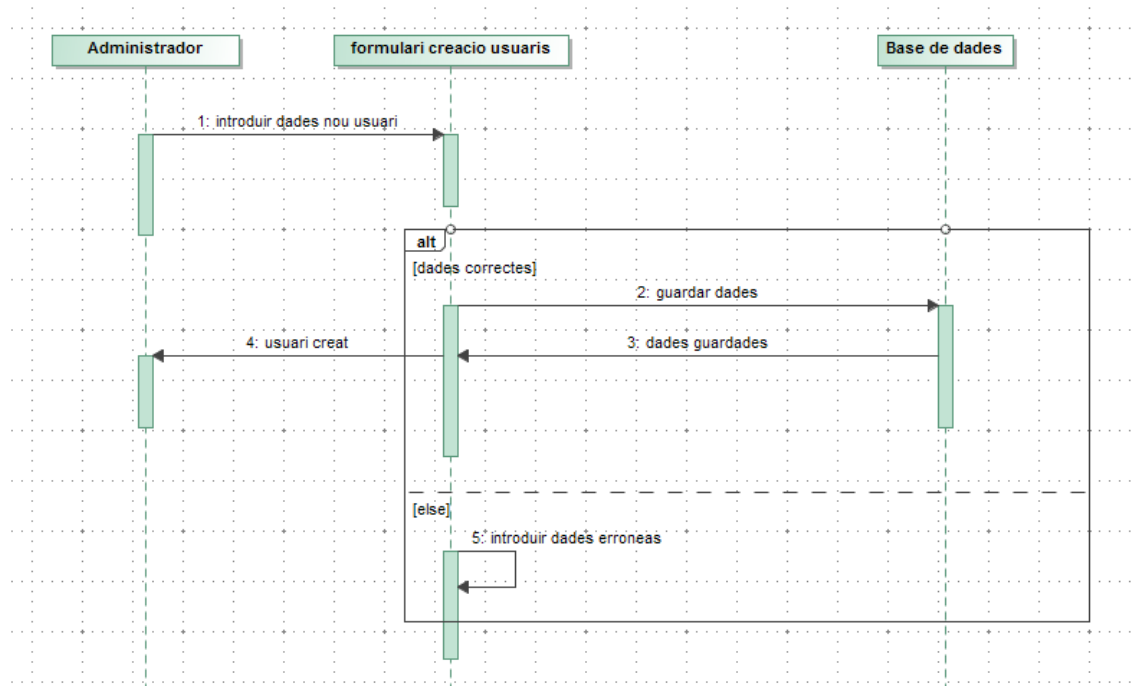 Administrador
formulari creacio usuaris
Base de dades
1: introduir dades nou usuari
alt
[dades correctes]
2: guardar dades
4: usuari creat
3: dades guardades
[else]
5: introduir dades erroneas